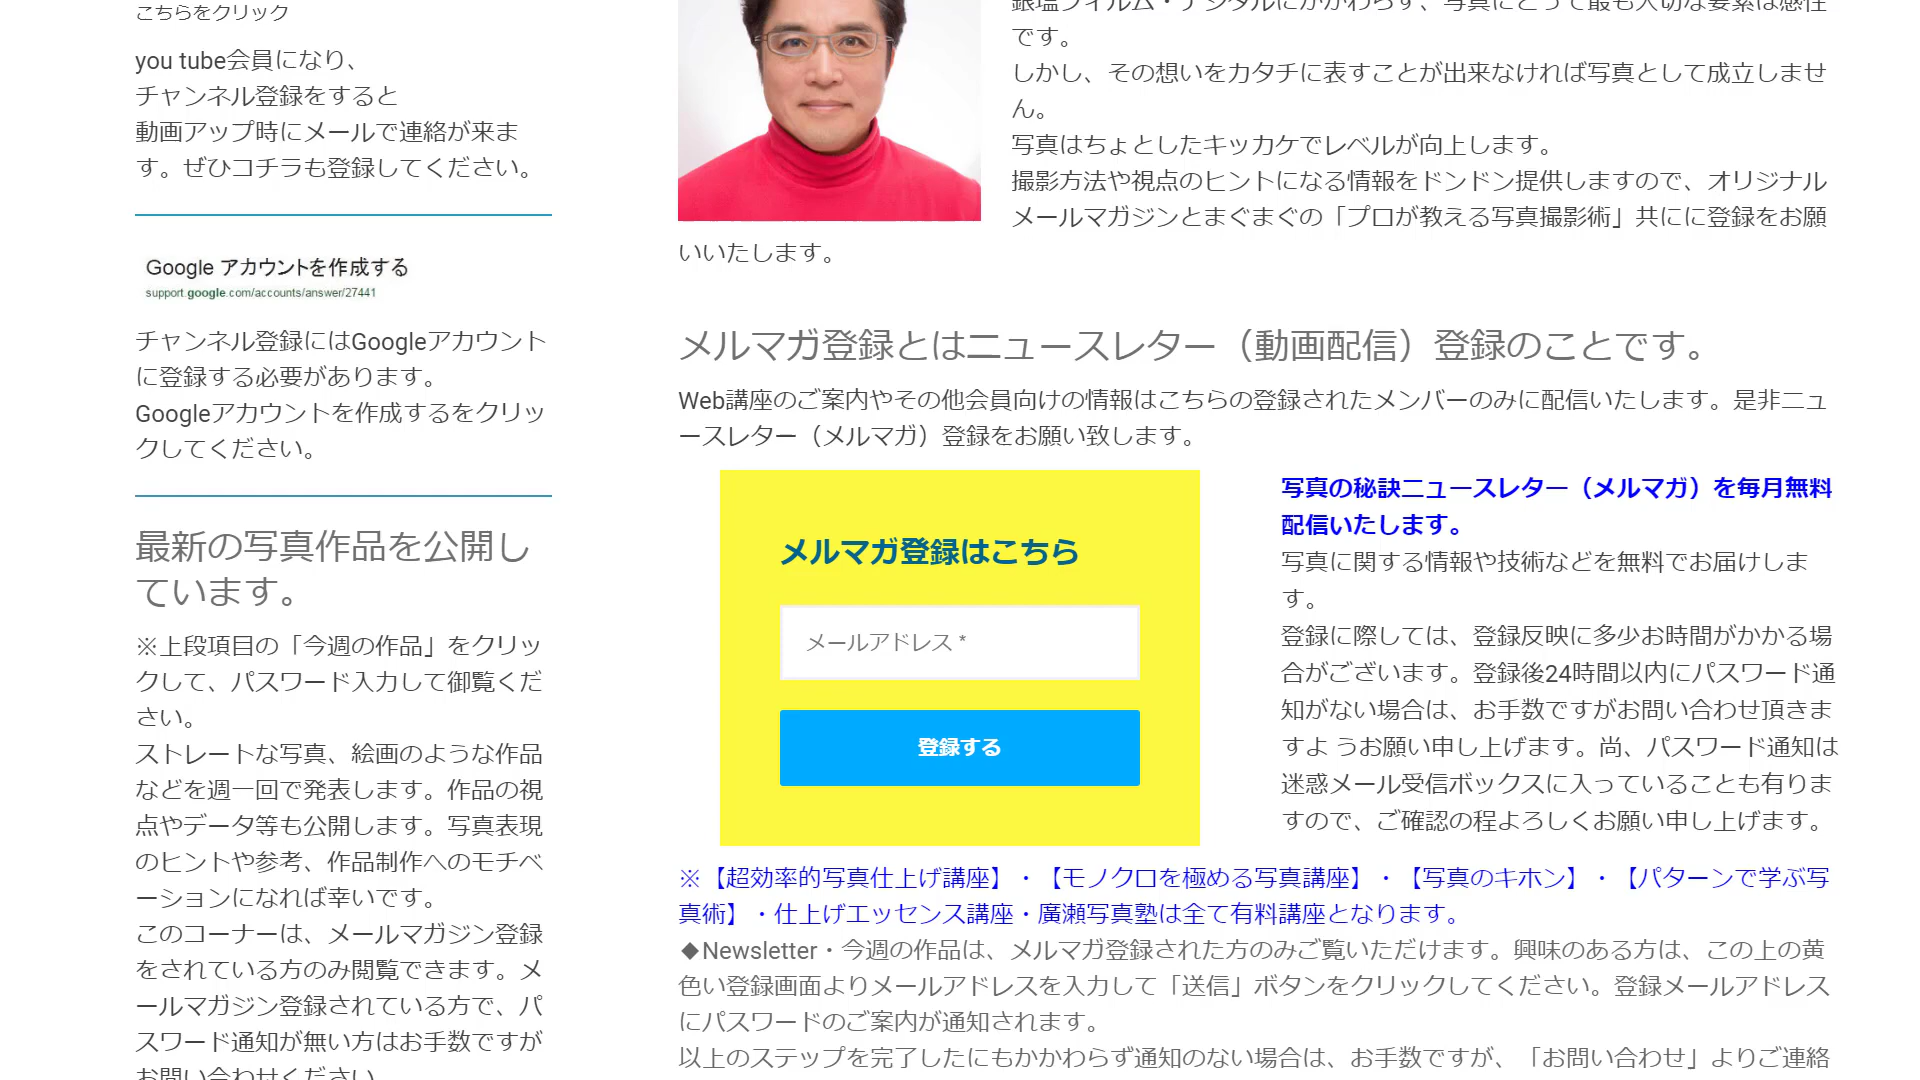 こちらをクリック
you tube会員になり、
チャンネル登録をすると
動画アップ時にメールで連絡が来ま
す。ぜひコチラも登録してください。
Google アカウントを作成する
support.google.com/accounts/answer/27441
チャンネル登録にはGoogleアカウント
に登録する必要があります。
Googleアカウントを作成するをクリッ
クしてください。
最新の写真作品を公開し
ています。
※上段項目の「今週の作品」をクリッ
クして、パスワード入力して御覧くだ
さい。
ストレートな写真、絵画のような作品
などを週一回で発表します。作品の視
点やデータ等も公開します。写真表現
のヒントや参考、作品制作へのモチベ
ーションになれば幸いです。
このコーナーは、メールマガジン登録
をされている方のみ閲覧できます。メ
ールマガジン登録されている方で、パ
スワード通知が無い方はお手数ですが
お問い合わせください
銀塩フィルム・デジタルにかかわらず、写真にとって最も大切な要素は感性
です。
しかし、その想いをカタチに表すことが出来なければ写真として成立しませ
ん。
写真はちょとしたキッカケでレベルが向上します。
撮影方法や視点のヒントになる情報をドンドン提供しますので、オリジナル
メールマガジンとまぐまぐの「プロが教える写真撮影術」共にに登録をお願
いいたします。
メルマガ登録とはニュースレター（動画配信）登録のことです。
Web講座のご案内やその他会員向けの情報はこちらの登録されたメンバーのみに配信いたします。是非ニュ
ースレター（メルマガ）登録をお願い致します。
メルマガ登録はこちら
メールアドレス *
登録する
写真の秘訣ニュースレター（メルマガ）を毎月無料
配信いたします。
写真に関する情報や技術などを無料でお届けしま
す。
登録に際しては、登録反映に多少お時間がかかる場
合がございます。登録後24時間以内にパスワード通
知がない場合は、お手数ですがお問い合わせ頂きま
すよ うお願い申し上げます。尚、パスワード通知は
迷惑メール受信ボックスに入っていることも有りま
すので、ご確認の程よろしくお願い申し上げます。
※【超効率的写真仕上げ講座】・【モノクロを極める写真講座】・【写真のキホン】・【パターンで学ぶ写
真術】・仕上げエッセンス講座・廣瀬写真塾は全て有料講座となります。
◆Newsletter・今週の作品は、メルマガ登録された方のみご覧いただけます。興味のある方は、この上の黄
色い登録画面よりメールアドレスを入力して「送信」ボタンをクリックしてください。登録メールアドレス
にパスワードのご案内が通知されます。
以上のステップを完了したにもかかわらず通知のない場合は、お手数ですが、「お問い合わせ」よりご連絡